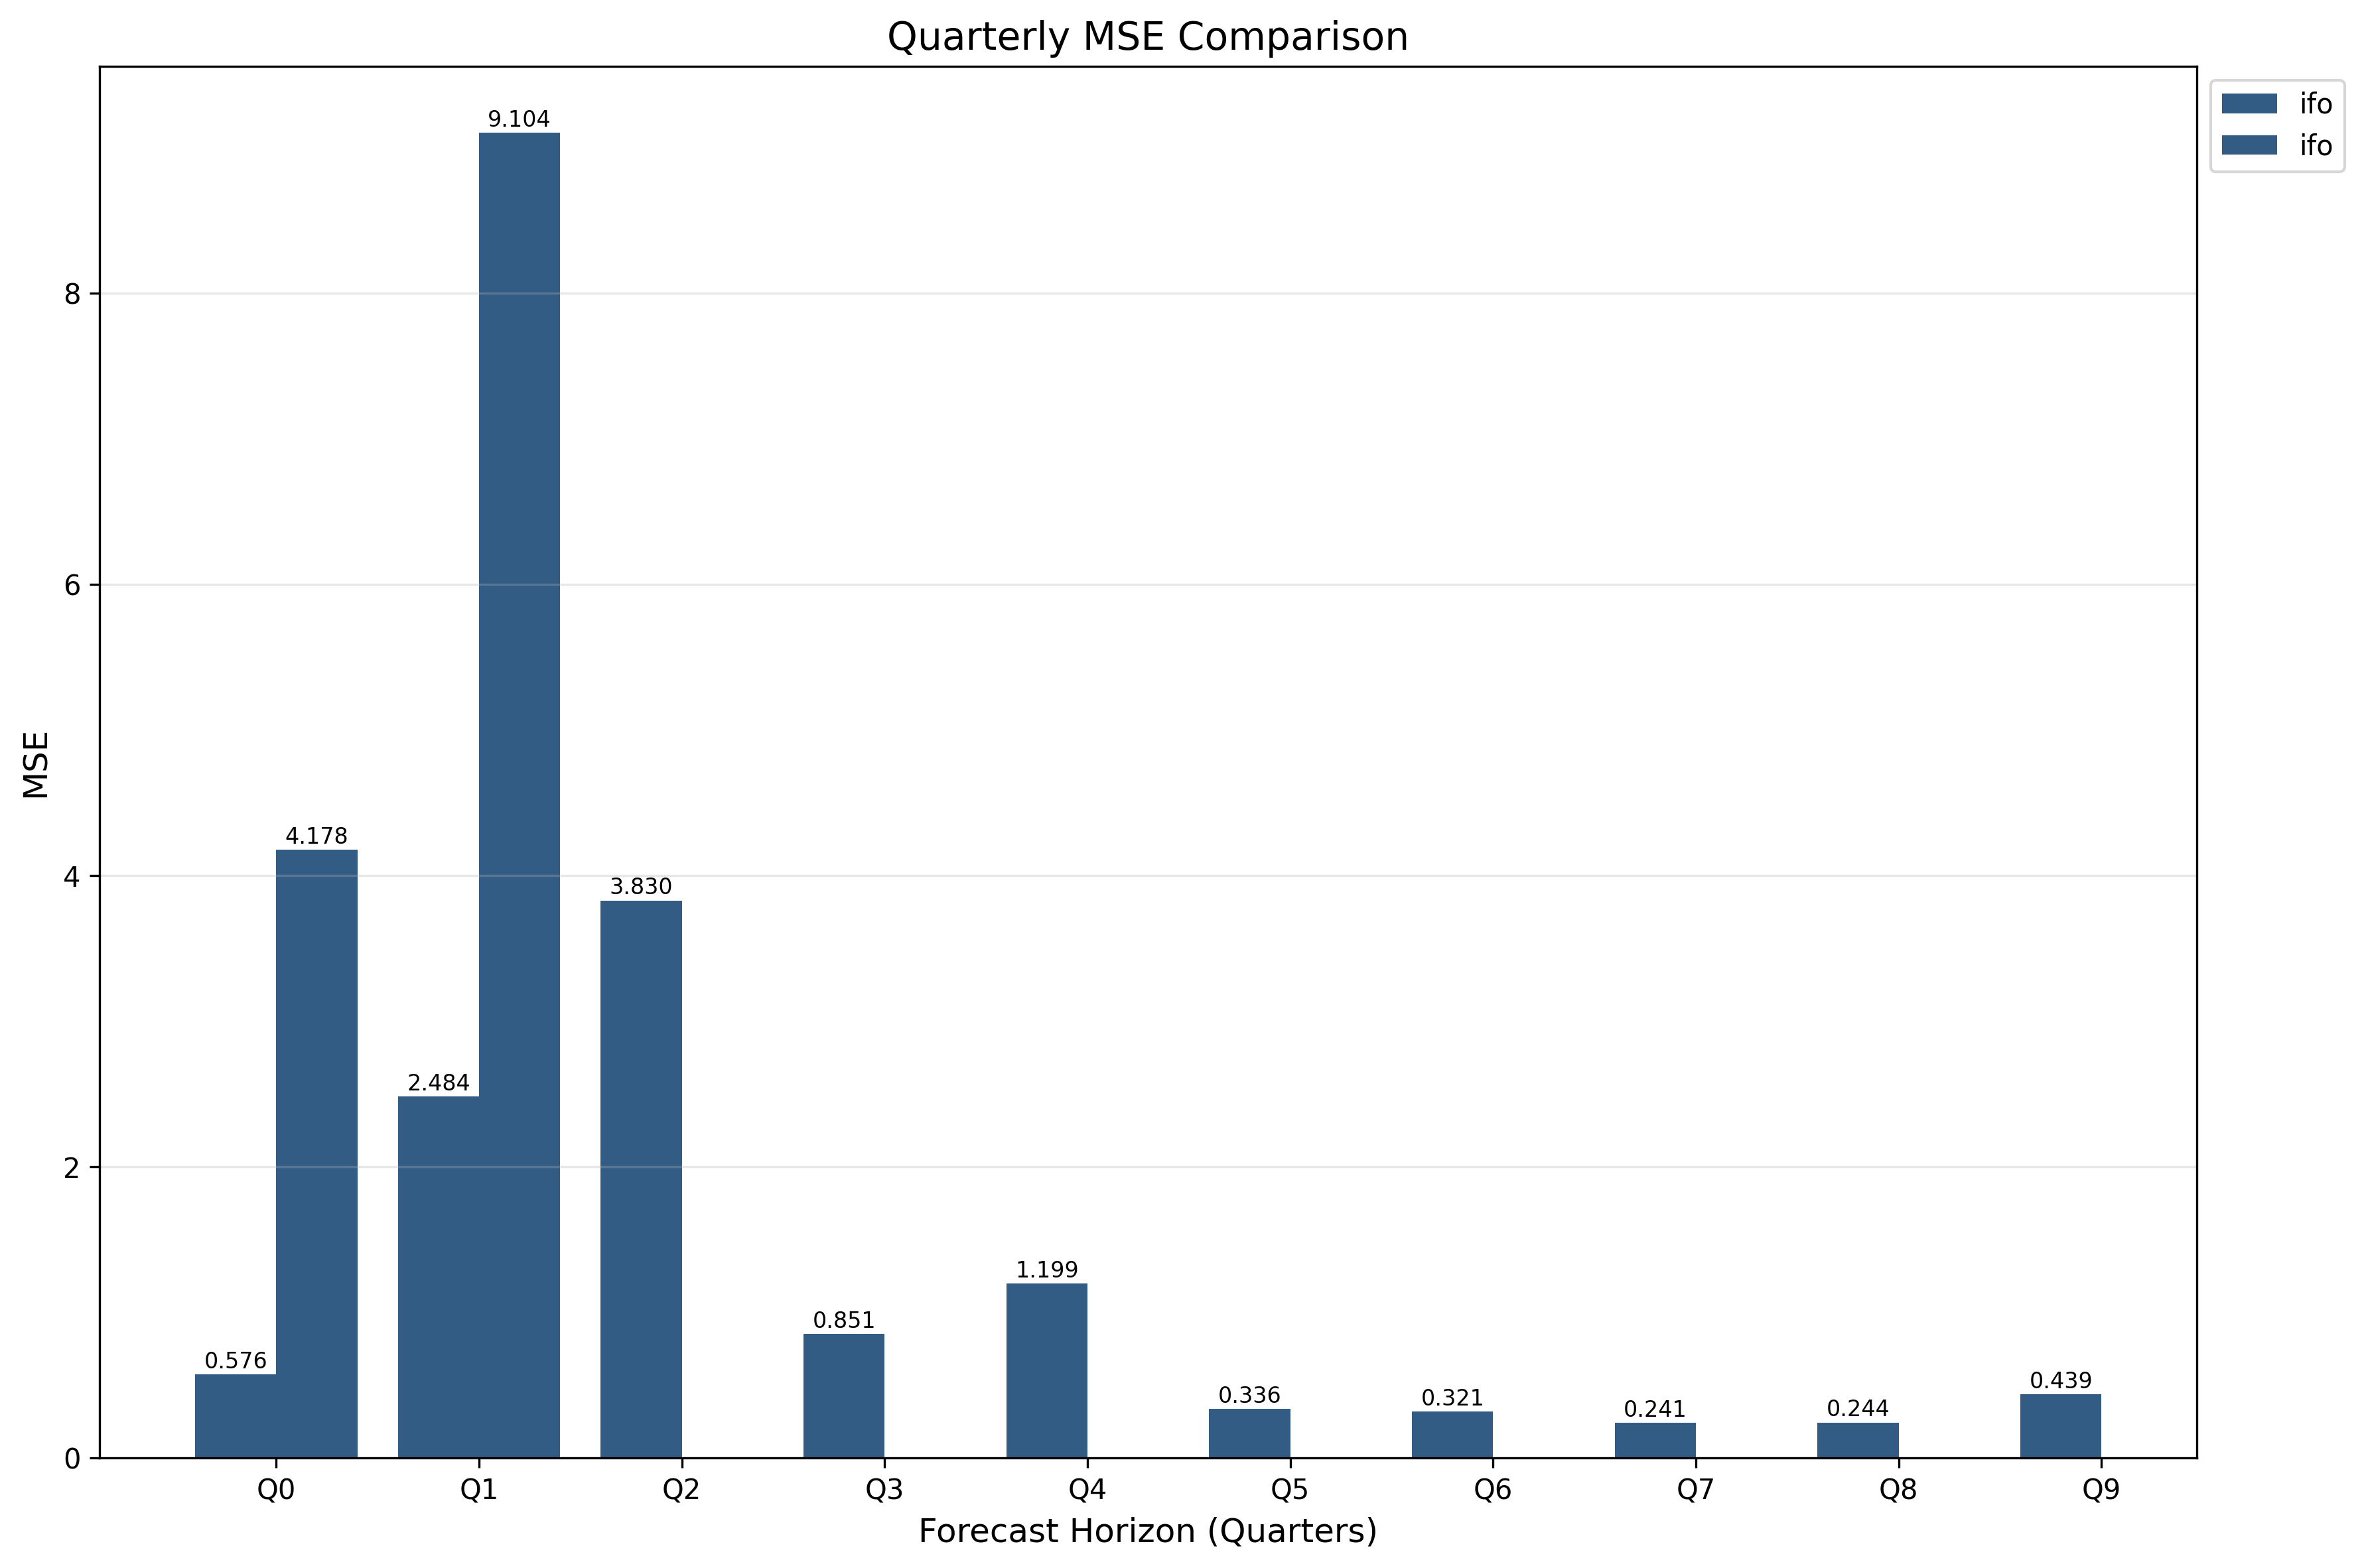 Quarterly MSE Comparison
ifo
ifo
MSE
8
6
4
2
0
0.576
4.178
2.484
9.104
3.830
0.851
1.199
0.336
0.321
0.241
0.244
0.439
Q0 Q1 Q2 Q3 Q4 Q5 Q6 Q7 Q8 Q9
Forecast Horizon (Quarters)